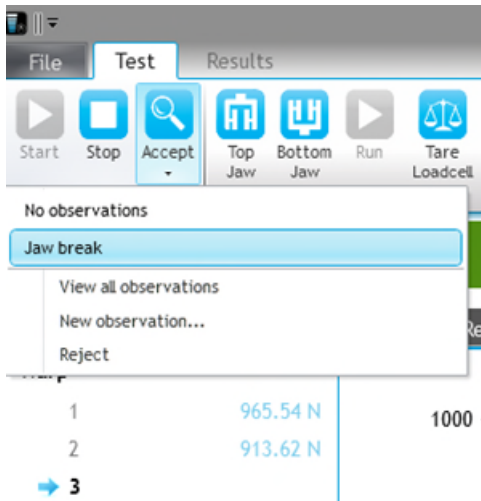 File Test Results
Start Stop Accept Top Jaw Bottom Jaw Run Tare Loadcell
No observations
Jaw break
View all observations
New observation...
Reject
1 965.54 N
2 913.62 N
1000
3